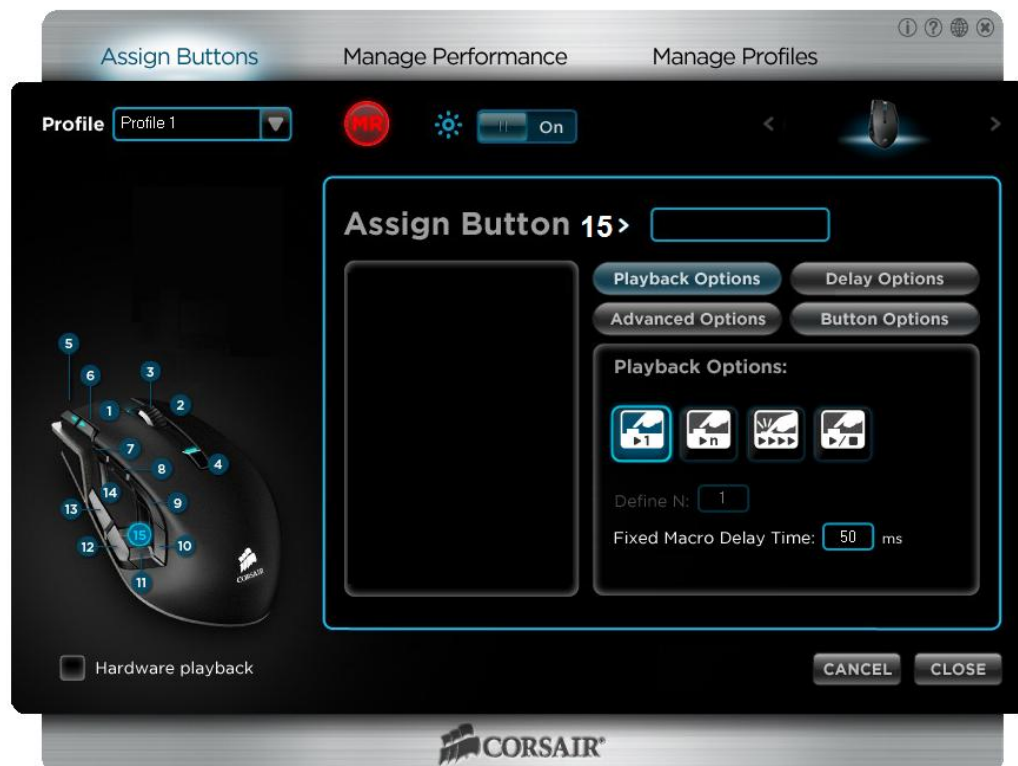 Assign Buttons
Manage Performance
Manage Profiles
Profile
Profile 1
MR
On
Assign Button 15>
Playback Options
Delay Options
Advanced Options
Button Options
Playback Options:
1
n
Define N: 1
Fixed Macro Delay Time: 50 ms
5
6
3
1
2
7
8
4
14
9
13
15
12
10
11
CORSAIR
Hardware playback
CANCEL
CLOSE
CORSAIR